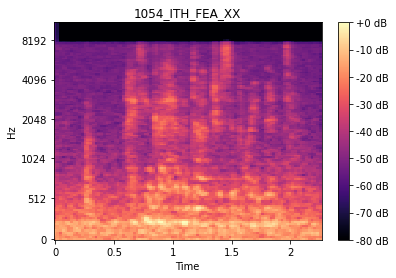 1054_ITH_FEA_XX
+0 dB
8192
-10 dB
4096
-20 dB
-30 dB
2048
Hz
-40 dB
1024
-50 dB
512
-60 dB
-70 dB
0
-80 dB
0
0.5
1
1.5
2
Time